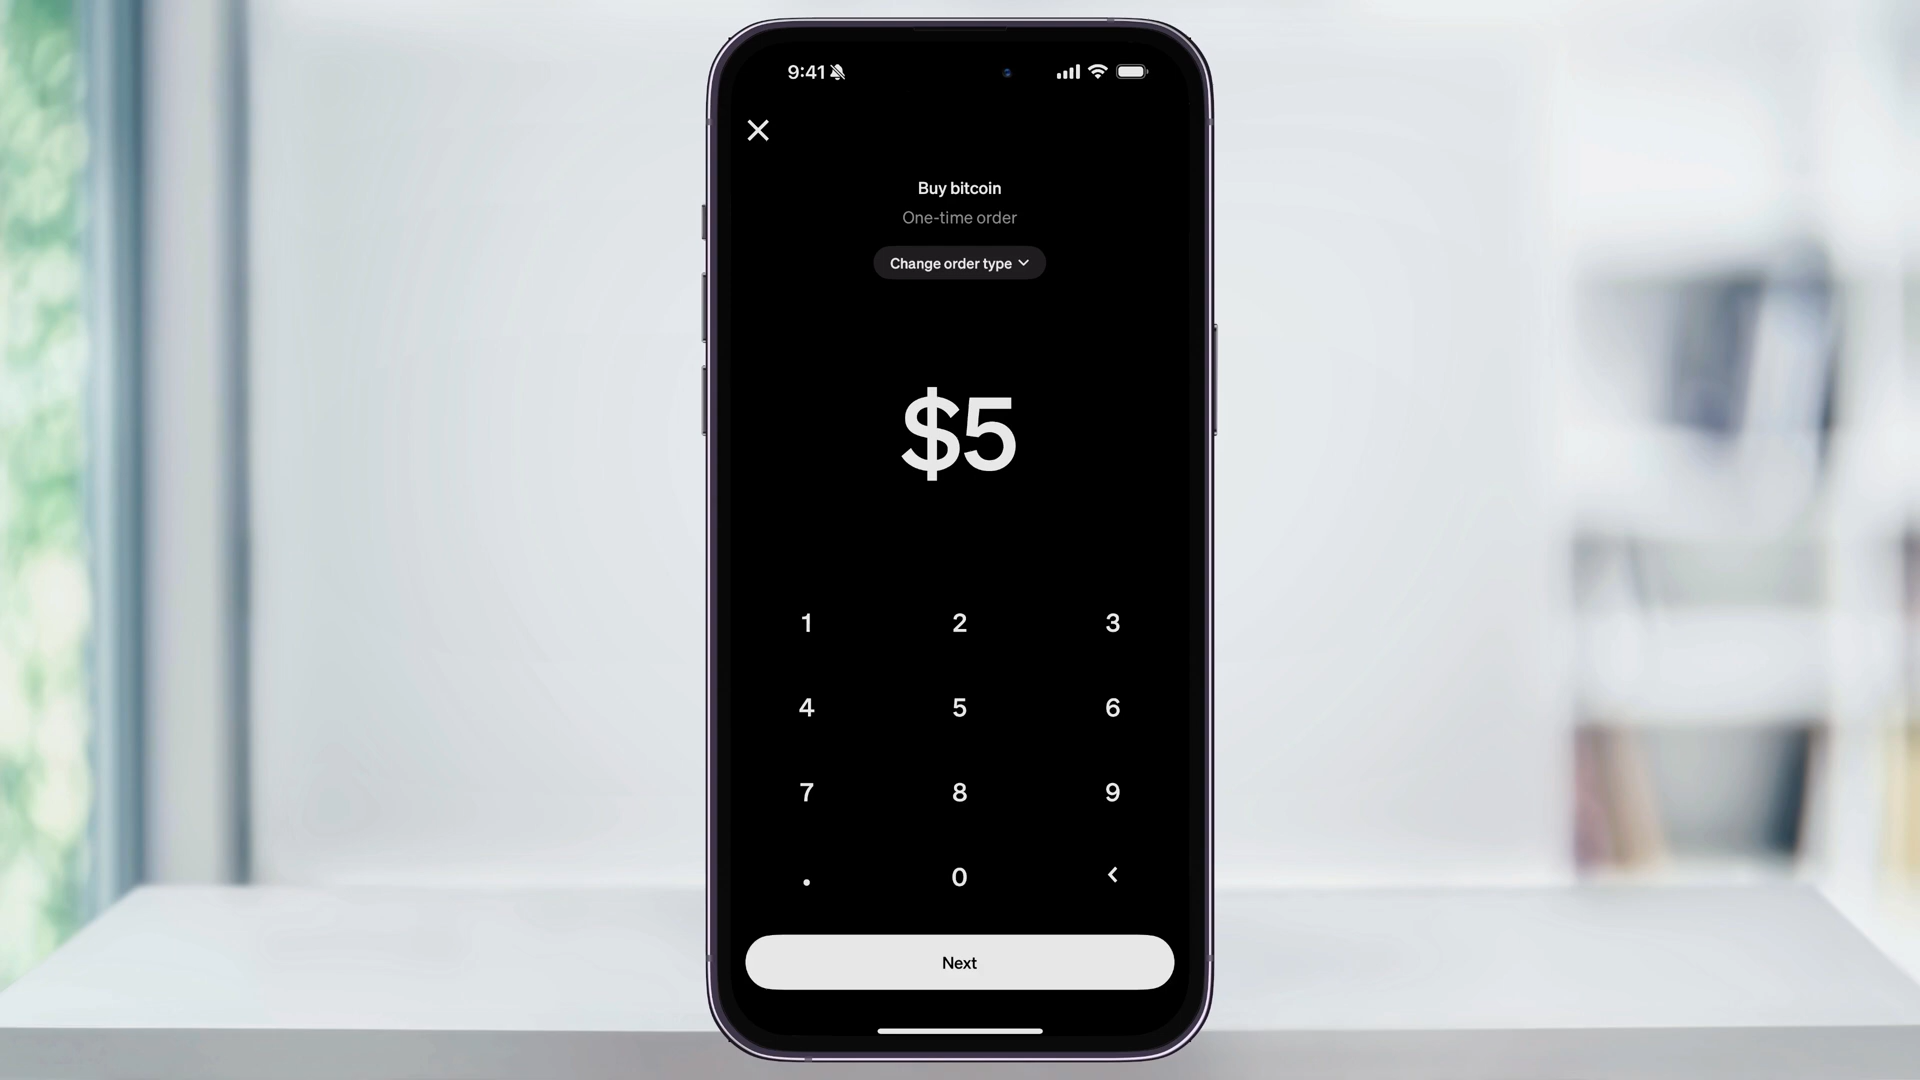 9:41
Buy bitcoin
One-time order
Change order type
$5
1 2 3
4 5 6
7 8 9
. 0
Next